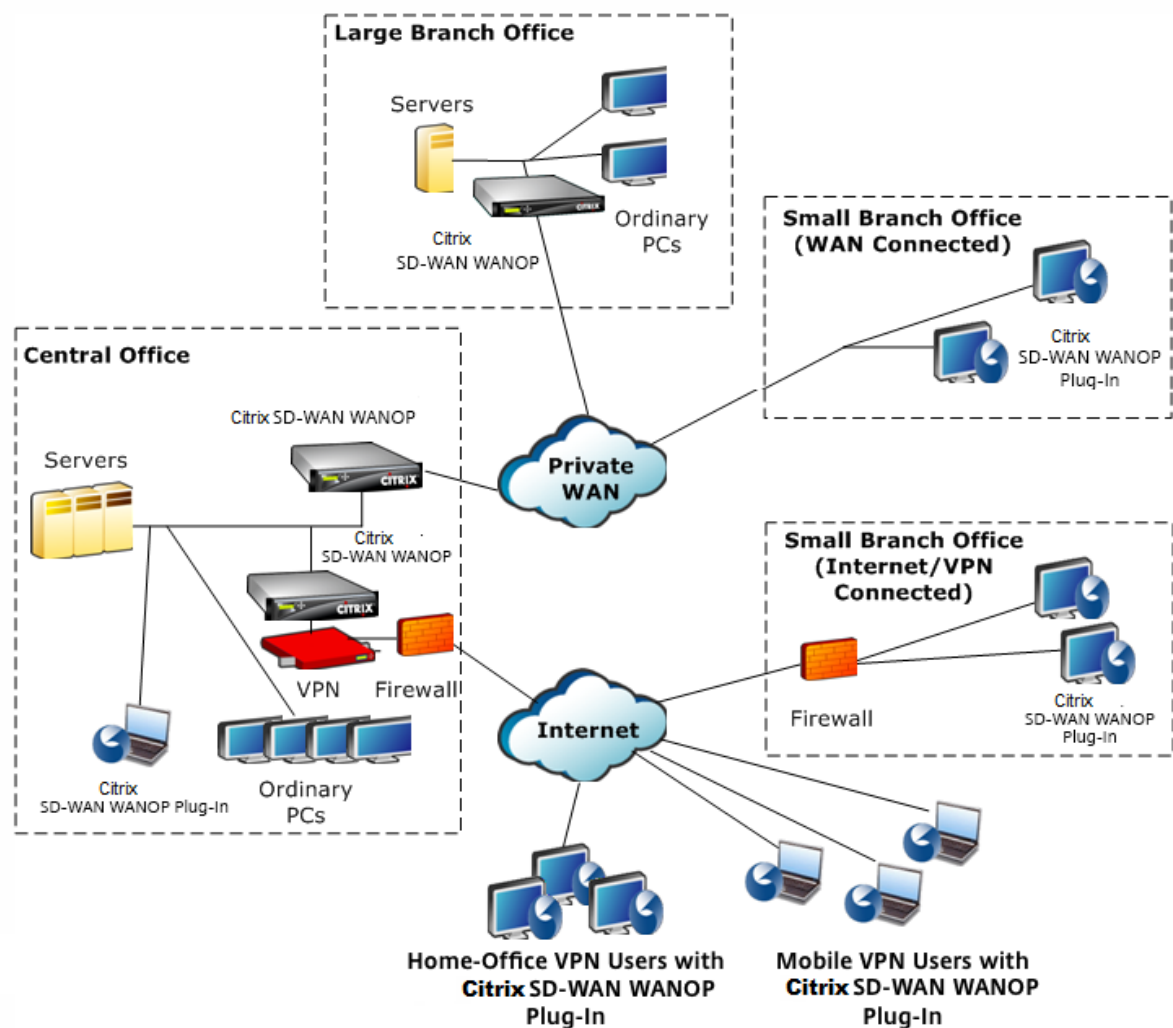 Large Branch Office
Servers
CITRIX
Citrix
SD-WAN WANOP
Ordinary
PCs
Small Branch Office
(WAN Connected)
Citrix
SD-WAN WANOP
Plug-In
Central Office
Citrix SD-WAN WANOP
Servers
CITRIX
Citrix
SD-WAN WANOP
CITRIX
VPN
Firewall
Citrix
SD-WAN WANOP Plug-In
Ordinary
PCs
Private
WAN
Small Branch Office
(Internet/VPN
Connected)
Firewall
Citrix
SD-WAN WANOP
Plug-In
Internet
Home-Office VPN Users with
Citrix SD-WAN WANOP
Plug-In
Mobile VPN Users with
Citrix SD-WAN WANOP
Plug-In